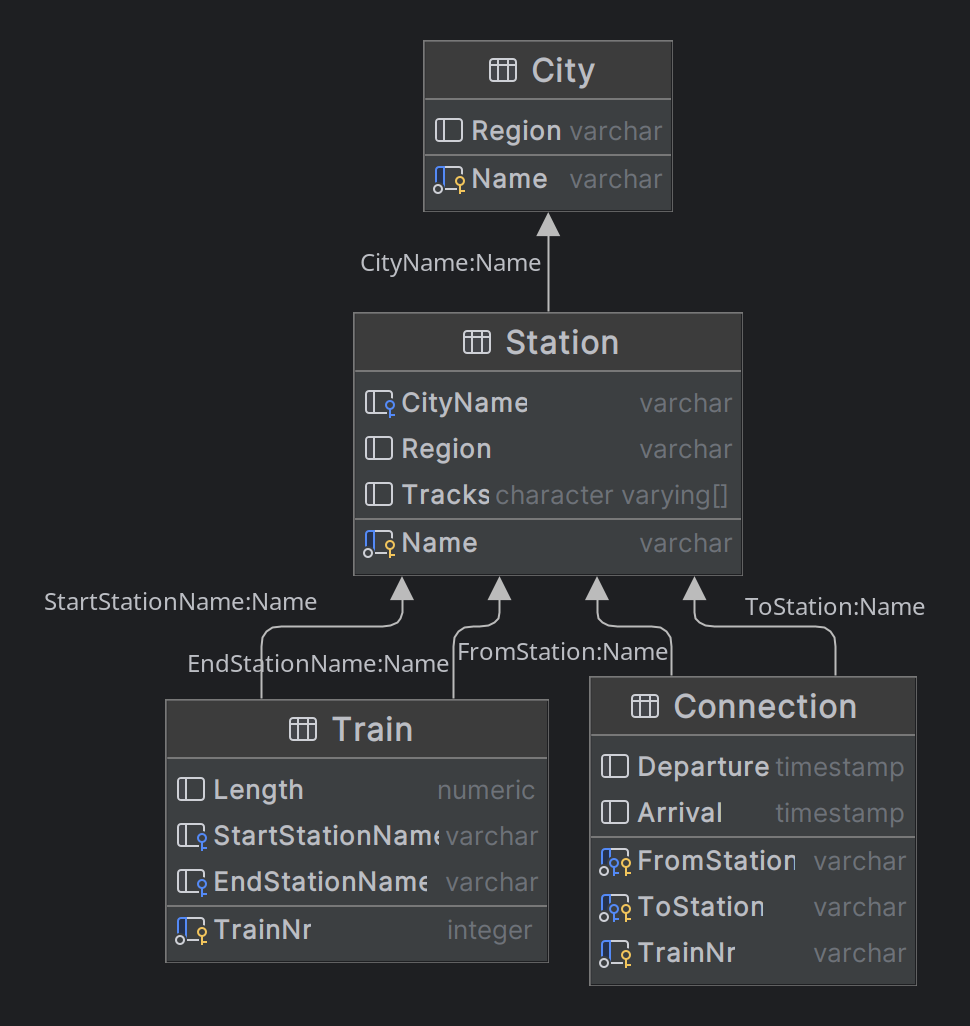 City
Region varchar
Name varchar
CityName:Name
Station
CityName varchar
Region varchar
Tracks character varying[]
Name varchar
StartStationName:Name
ToStation:Name
EndStationName:Name
FromStation:Name
Train
Length numeric
StartStationName varchar
EndStationName varchar
TrainNr integer
Connection
Departure timestamp
Arrival timestamp
FromStation varchar
ToStation varchar
TrainNr varchar